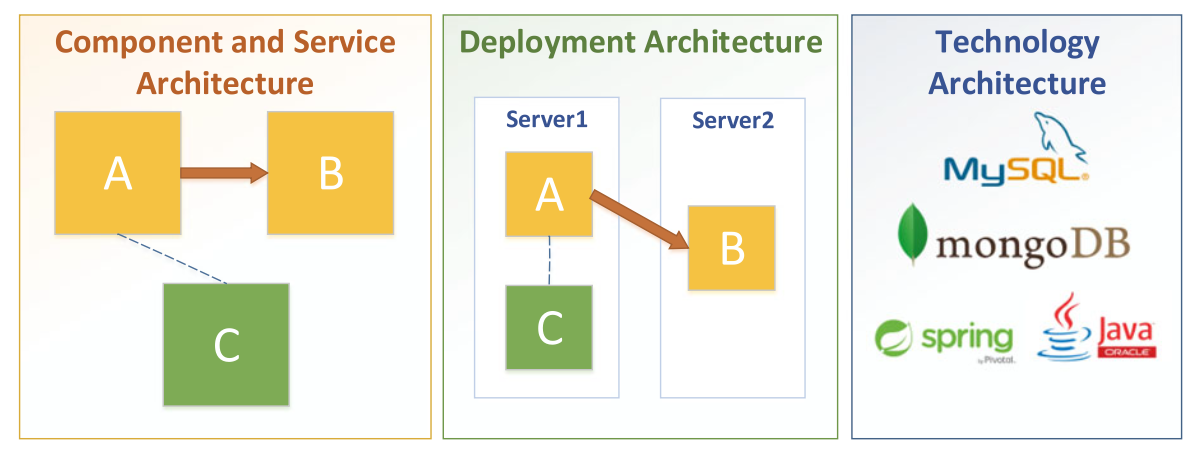 Component and Service
Architecture
A
B
C
Deployment Architecture
Server1
Server2
A
B
C
Technology
Architecture
MySQL®
mongoDB
spring
by Pivotal.
Java
ORACLE